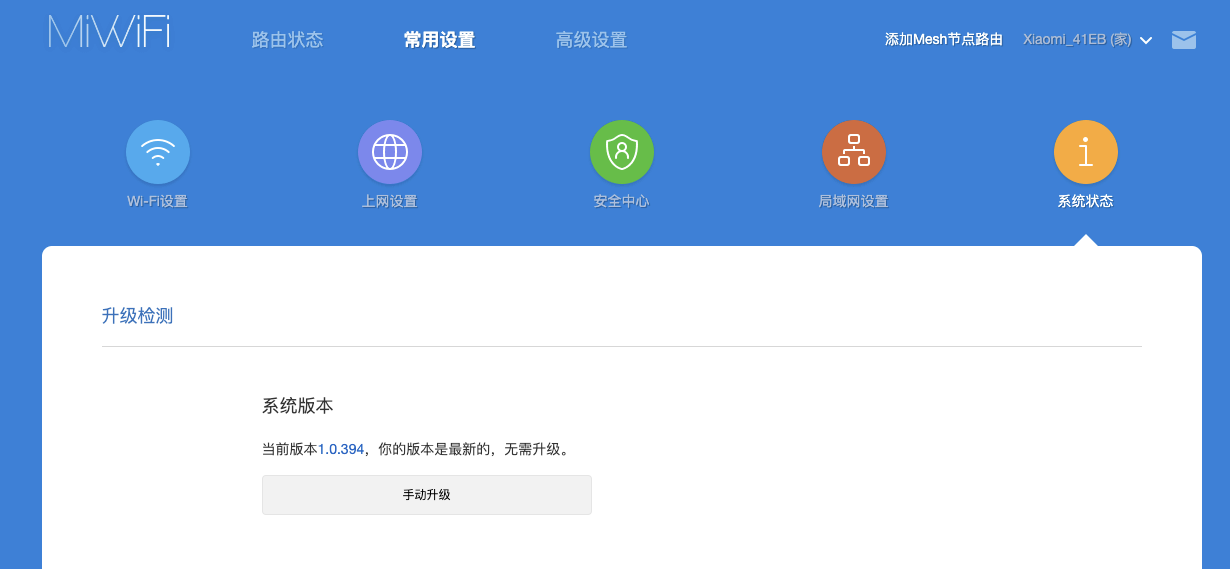 MiWiFi 路由状态 常用设置 高级设置 添加Mesh节点路由 Xiaomi_41EB (家)
Wi-Fi设置 上网设置 安全中心 局域网设置 系统状态
升级检测
系统版本
当前版本1.0.394，你的版本是最新的，无需升级。
手动升级